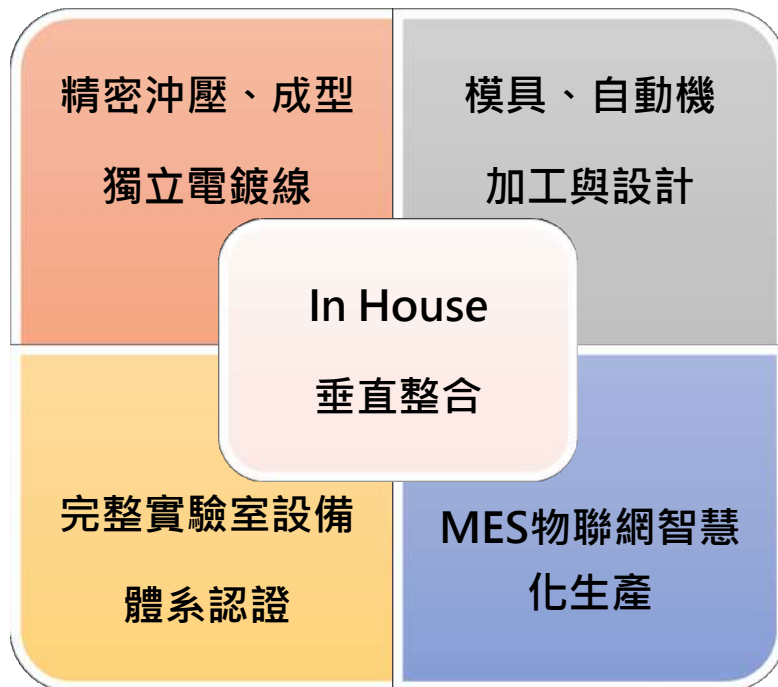 精密沖壓、成型
獨立電鍍線
模具、自動機
加工與設計
In House
垂直整合
完整實驗室設備
體系認證
MES物聯網智慧
化生產